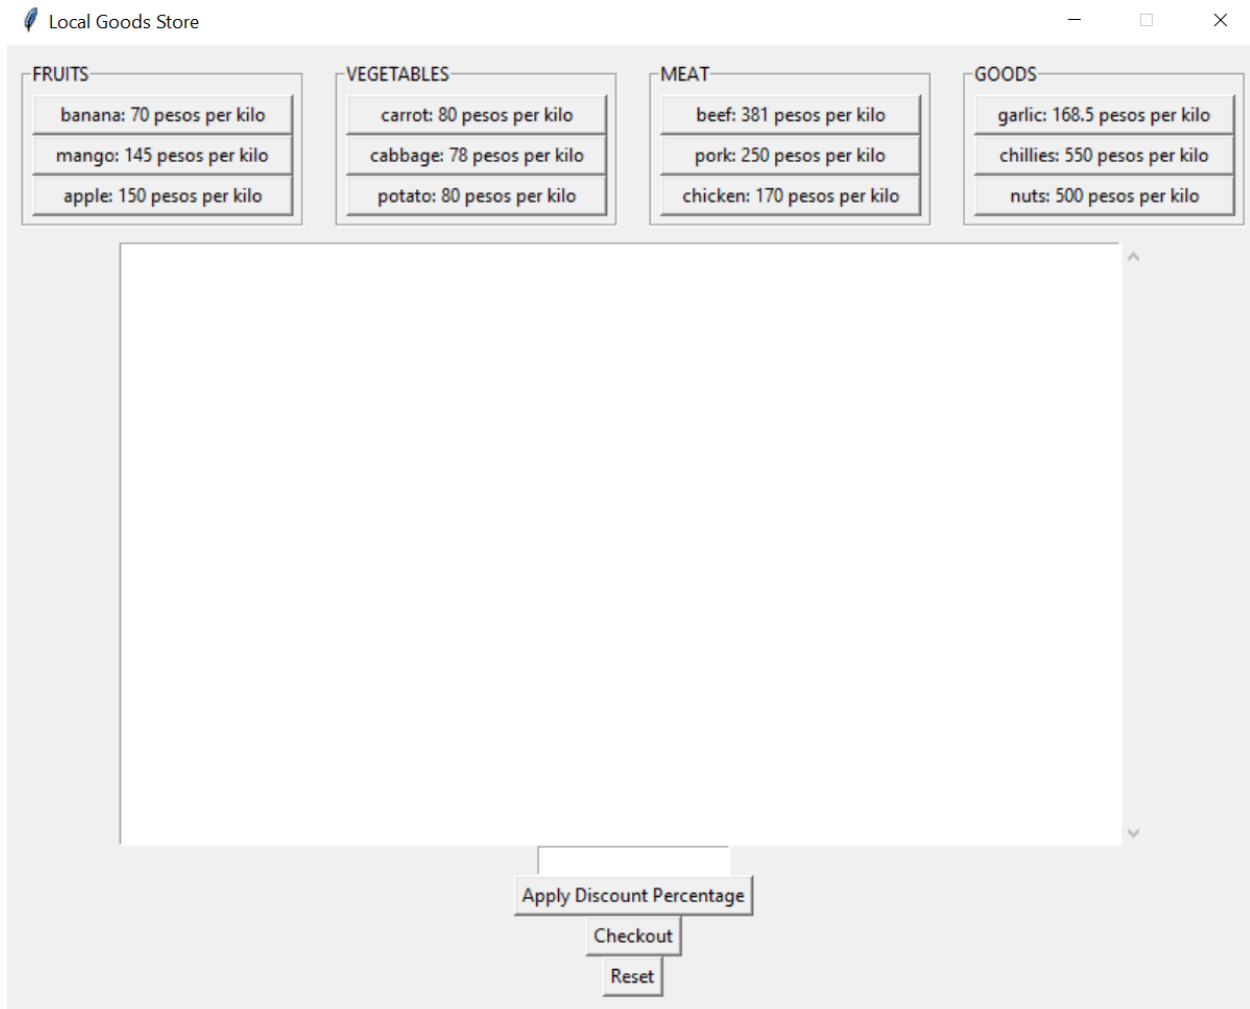 Local Goods Store
FRUITS
banana: 70 pesos per kilo
mango: 145 pesos per kilo
apple: 150 pesos per kilo
VEGETABLES
carrot: 80 pesos per kilo
cabbage: 78 pesos per kilo
potato: 80 pesos per kilo
MEAT
beef: 381 pesos per kilo
pork: 250 pesos per kilo
chicken: 170 pesos per kilo
GOODS
garlic: 168.5 pesos per kilo
chillies: 550 pesos per kilo
nuts: 500 pesos per kilo
Apply Discount Percentage
Checkout
Reset